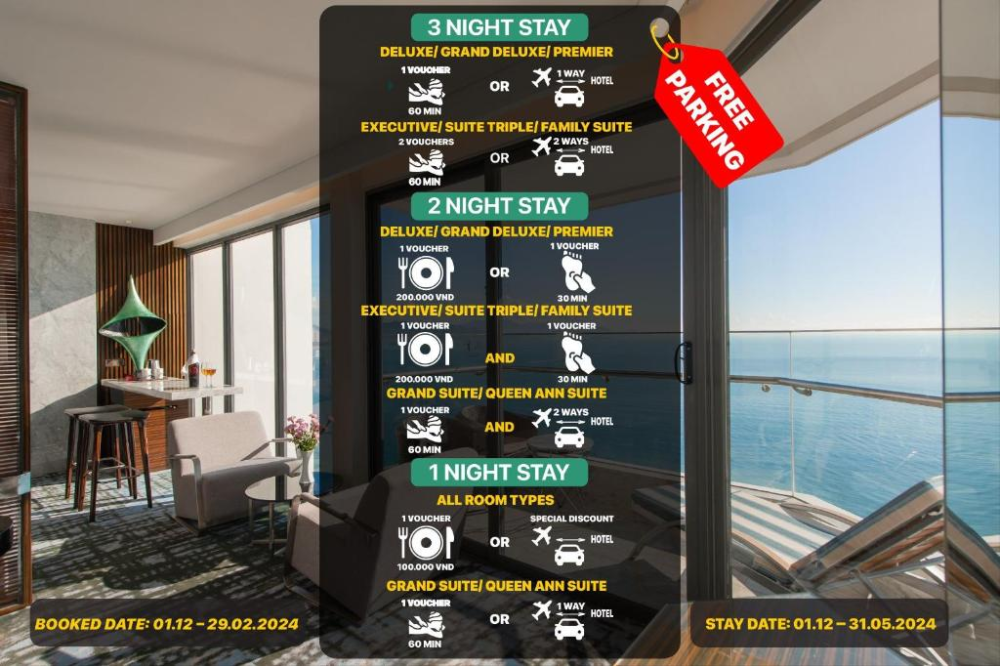 3 NIGHT STAY
DELUXE/ GRAND DELUXE/ PREMIER
1 VOUCHER
60 MIN
OR
1 WAY
HOTEL
EXECUTIVE/ SUITE TRIPLE/ FAMILY SUITE
2 VOUCHERS
60 MIN
OR
2 WAYS
HOTEL
2 NIGHT STAY
DELUXE/ GRAND DELUXE/ PREMIER
1 VOUCHER
200.000 VND
OR
1 VOUCHER
30 MIN
EXECUTIVE/ SUITE TRIPLE/ FAMILY SUITE
1 VOUCHER
200.000 VND
AND
1 VOUCHER
30 MIN
GRAND SUITE/ QUEEN ANN SUITE
1 VOUCHER
60 MIN
AND
2 WAYS
HOTEL
1 NIGHT STAY
ALL ROOM TYPES
1 VOUCHER
100.000 VND
OR
SPECIAL DISCOUNT
HOTEL
GRAND SUITE/ QUEEN ANN SUITE
1 VOUCHER
60 MIN
OR
1 WAY
HOTEL
FREE
PARKING
BOOKED DATE: 01.12 – 29.02.2024
STAY DATE: 01.12 – 31.05.2024